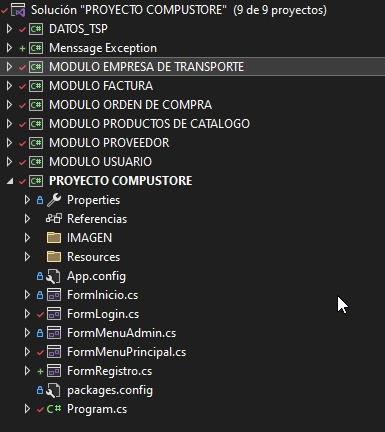 Solución "PROYECTO COMPUSTORE" (9 de 9 proyectos)
C# DATOS_TSP
C# Menssage Exception
C# MODULO EMPRESA DE TRANSPORTE
C# MODULO FACTURA
C# MODULO ORDEN DE COMPRA
C# MODULO PRODUCTOS DE CATALOGO
C# MODULO PROVEEDOR
C# MODULO USUARIO
C# PROYECTO COMPUSTORE
Properties
Referencias
IMAGEN
Resources
App.config
FormInicio.cs
FormLogin.cs
FormMenuAdmin.cs
FormMenuPrincipal.cs
FormRegistro.cs
packages.config
C# Program.cs